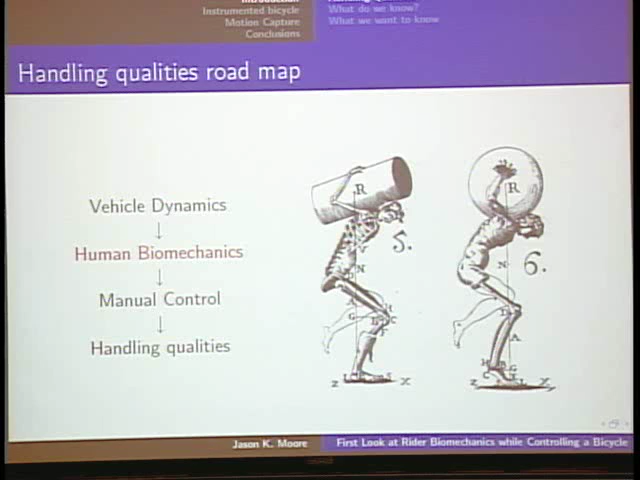 Introduction
Instrumented bicycle
Motion Capture
Conclusions
What do we know?
What we want to know
Handling qualities road map
Vehicle Dynamics
↓
Human Biomechanics
↓
Manual Control
↓
Handling qualities
R
5.
N
R
6.
N
A
Z
X
Z
X
Jason K. Moore
First Look at Rider Biomechanics while Controlling a Bicycle